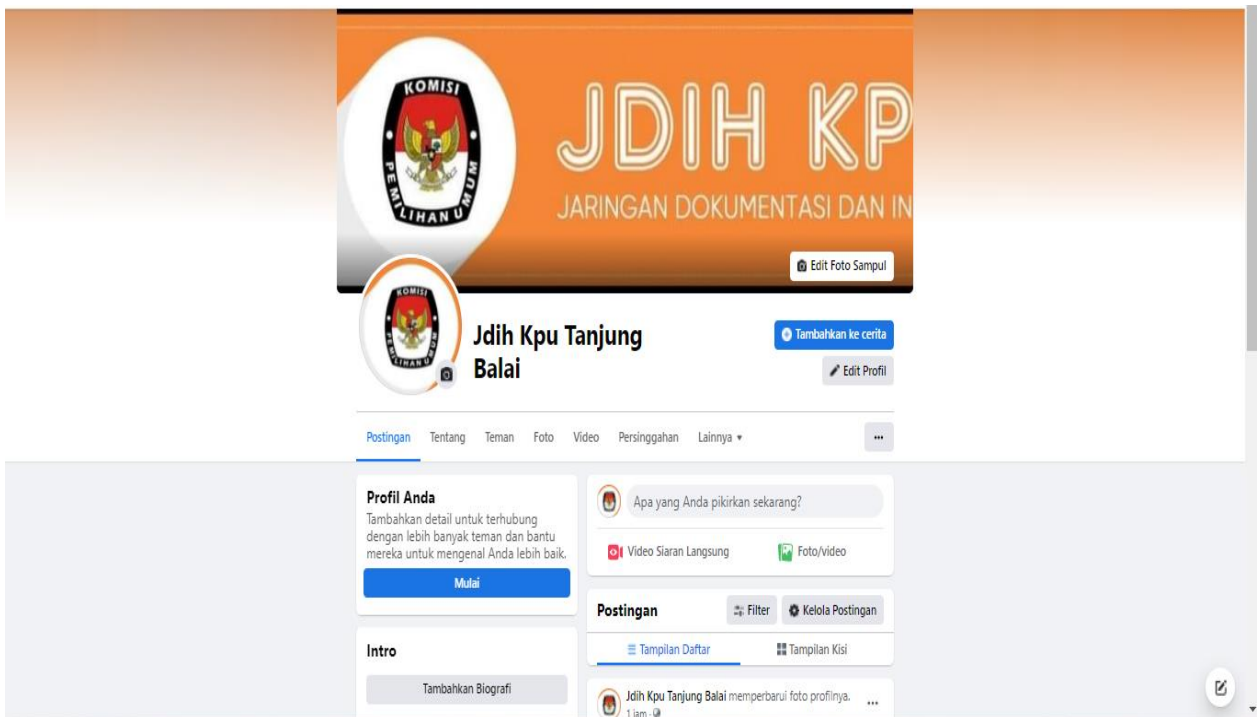 KOMISI
PEMILIHAN UMUM
JDIH KP
JARINGAN DOKUMENTASI DAN IN
Edit Foto Sampul
KOMISI
PEMILIHAN UMUM
Jdih Kpu Tanjung
Balai
Tambahkan ke cerita
Edit Profil
Postingan Tentang Teman Foto Video Persinggahan Lainnya
Profil Anda
Tambahkan detail untuk terhubung
dengan lebih banyak teman dan bantu
mereka untuk mengenal Anda lebih baik.
Mulai
Intro
Tambahkan Biografi
Apa yang Anda pikirkan sekarang?
Video Siaran Langsung Foto/video
Postingan Filter Kelola Postingan
Tampilan Daftar Tampilan Kisi
Jdih Kpu Tanjung Balai memperbarui foto profilnya.
1 jam